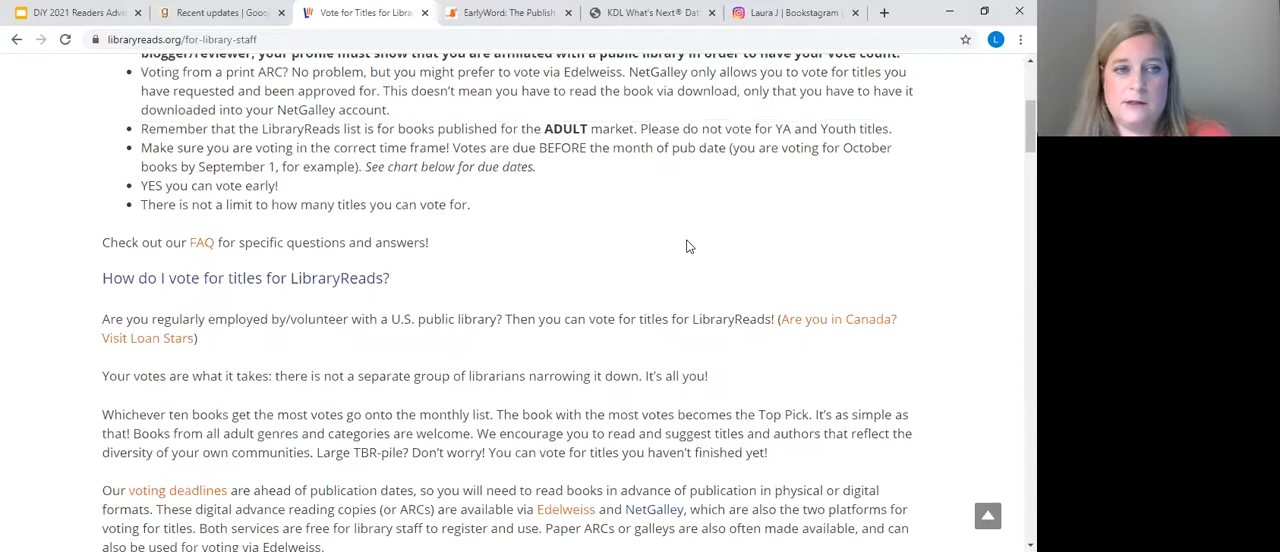 DiY 2021 Readers Advis
Recent updates | Goo
Vote for Titles for Libra
EarlyWord: The Publish
KDL What's Next® Dat
Laura J | Bookstagram
libraryreads.org/for-library-staff
L
blogger/reviewer, your profile must show that you are affiliated with a public library in order to have your vote count.
• Voting from a print ARC? No problem, but you might prefer to vote via Edelweiss. NetGalley only allows you to vote for titles you
have requested and been approved for. This doesn't mean you have to read the book via download, only that you have to have it
downloaded into your NetGalley account.
• Remember that the LibraryReads list is for books published for the ADULT market. Please do not vote for YA and Youth titles.
• Make sure you are voting in the correct time frame! Votes are due BEFORE the month of pub date (you are voting for October
books by September 1, for example). See chart below for due dates.
• YES you can vote early!
• There is not a limit to how many titles you can vote for.
Check out our FAQ for specific questions and answers!
How do I vote for titles for LibraryReads?
Are you regularly employed by/volunteer with a U.S. public library? Then you can vote for titles for LibraryReads! (Are you in Canada?
Visit Loan Stars)
Your votes are what it takes: there is not a separate group of librarians narrowing it down. It's all you!
Whichever ten books get the most votes go onto the monthly list. The book with the most votes becomes the Top Pick. It's as simple as
that! Books from all adult genres and categories are welcome. We encourage you to read and suggest titles and authors that reflect the
diversity of your own communities. Large TBR-pile? Don't worry! You can vote for titles you haven't finished yet!
Our voting deadlines are ahead of publication dates, so you will need to read books in advance of publication in physical or digital
formats. These digital advance reading copies (or ARCs) are available via Edelweiss and NetGalley, which are also the two platforms for
voting for titles. Both services are free for library staff to register and use. Paper ARCs or galleys are also often made available, and can
also be used for voting via Edelweiss.